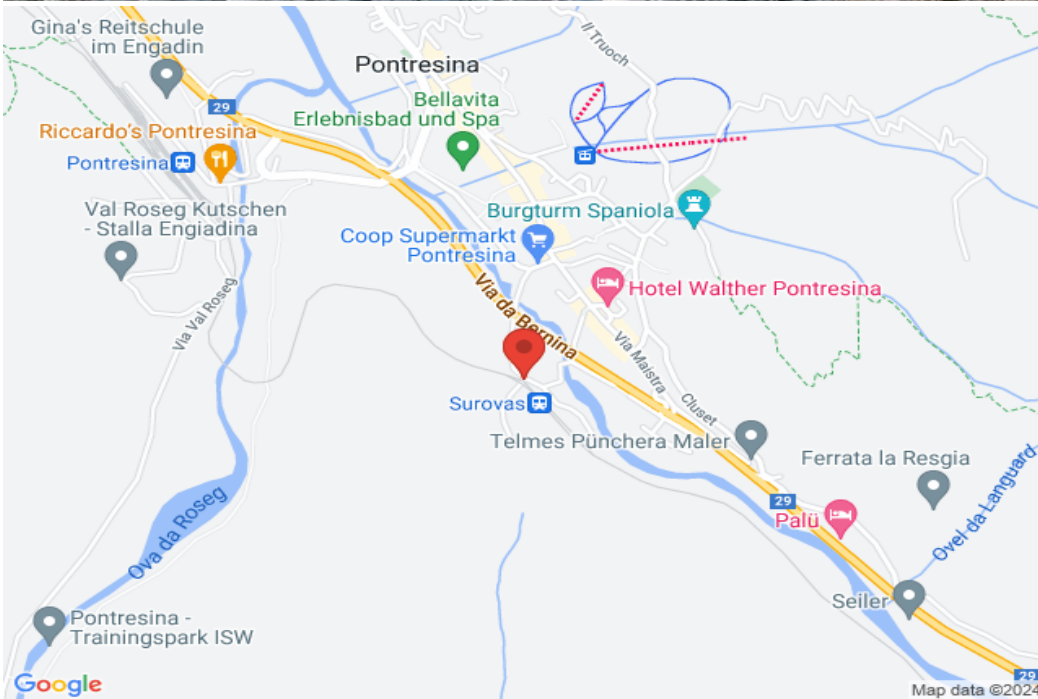 Gina's Reitschule
im Engadin
Il Truoch
Pontresina
29
Bellavita
Erlebnisbad und Spa
Riccardo's Pontresina
Pontresina
Val Roseg Kutschen
- Stalla Engiadina
Burgturm Spaniola
Coop Supermarkt
Pontresina
Via da Bernina
Hotel Walther Pontresina
Via Val Roseg
Via Maistra
Surovas
Cluset
Telmes Pünchera Maler
Ferrata la Resgia
29
Palü
Ova da Roseg
Ovel da Languard
Seiler
Pontresina -
Trainingspark ISW
29
Google
Map data ©2024